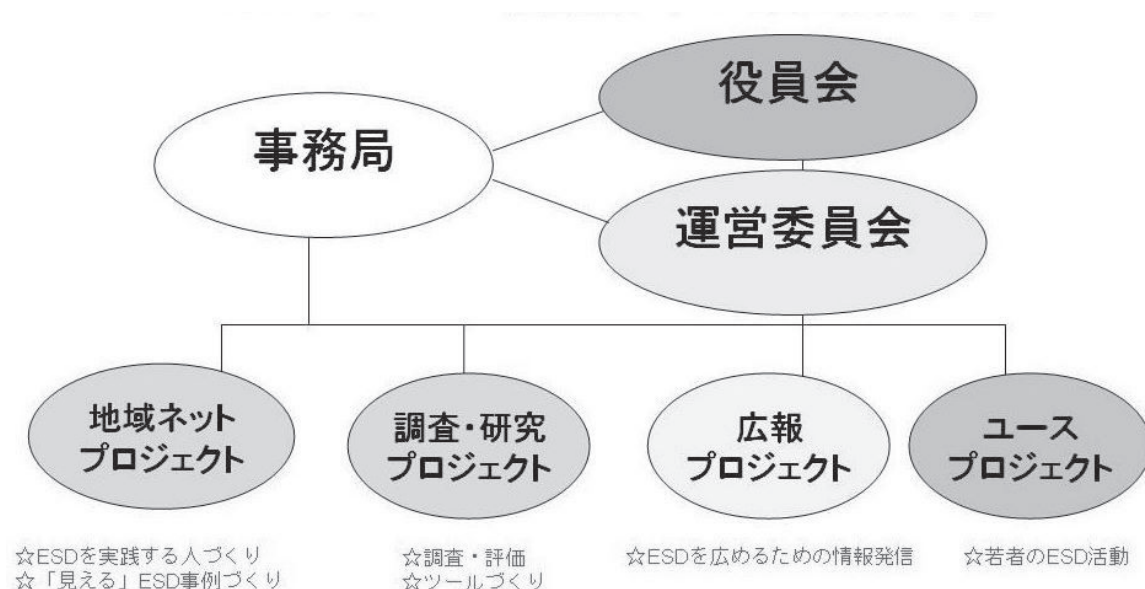 役員会
事務局
運営委員会
地域ネット
プロジェクト
調査・研究
プロジェクト
広報
プロジェクト
ユース
プロジェクト
☆ESDを実践する人づくり
☆「見える」ESD事例づくり
☆調査・評価
☆ツールづくり
☆ESDを広めるための情報発信
☆若者のESD活動